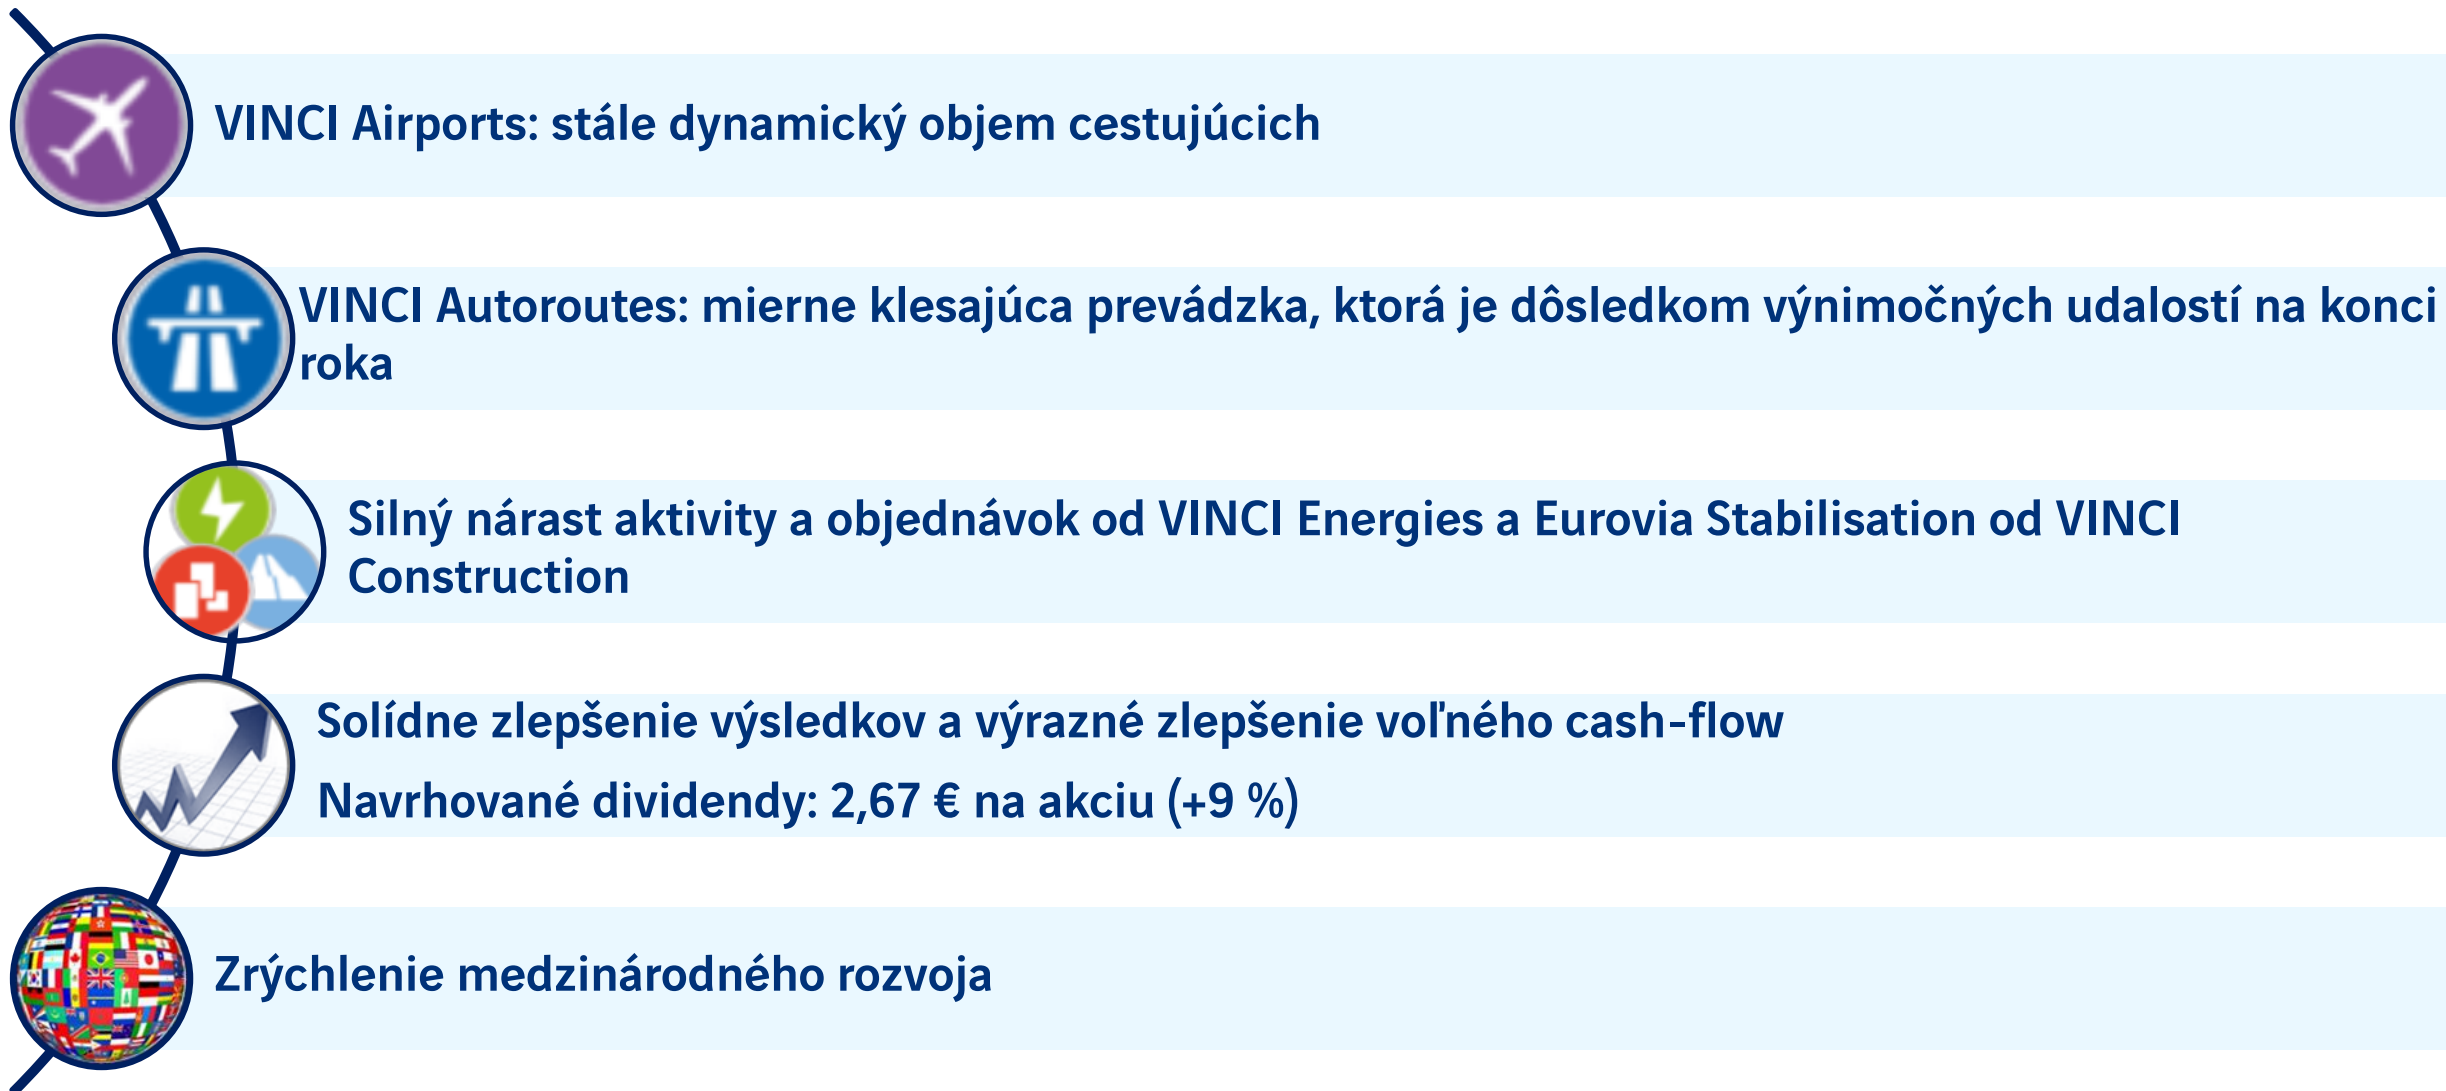 VINCI Airports: stále dynamický objem cestujúcich
VINCI Autoroutes: mierne klesajúca prevádzka, ktorá je dôsledkom výnimočných udalostí na konci
roka
Silný nárast aktivity a objednávok od VINCI Energies a Eurovia Stabilisation od VINCI
Construction
Solídne zlepšenie výsledkov a výrazné zlepšenie voľného cash-flow
Navrhované dividendy: 2,67 € na akciu (+9 %)
Zrýchlenie medzinárodného rozvoja